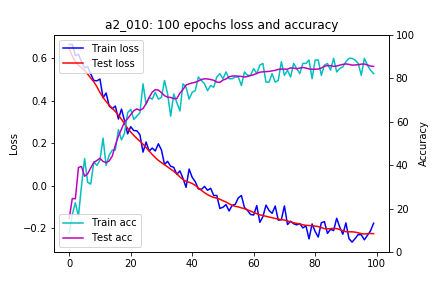 a2_010: 100 epochs loss and accuracy
Train loss
Test loss
Train acc
Test acc
Loss
0.6
0.4
0.2
0.0
−0.2
Accuracy
100
80
60
40
20
0
0
20
40
60
80
100